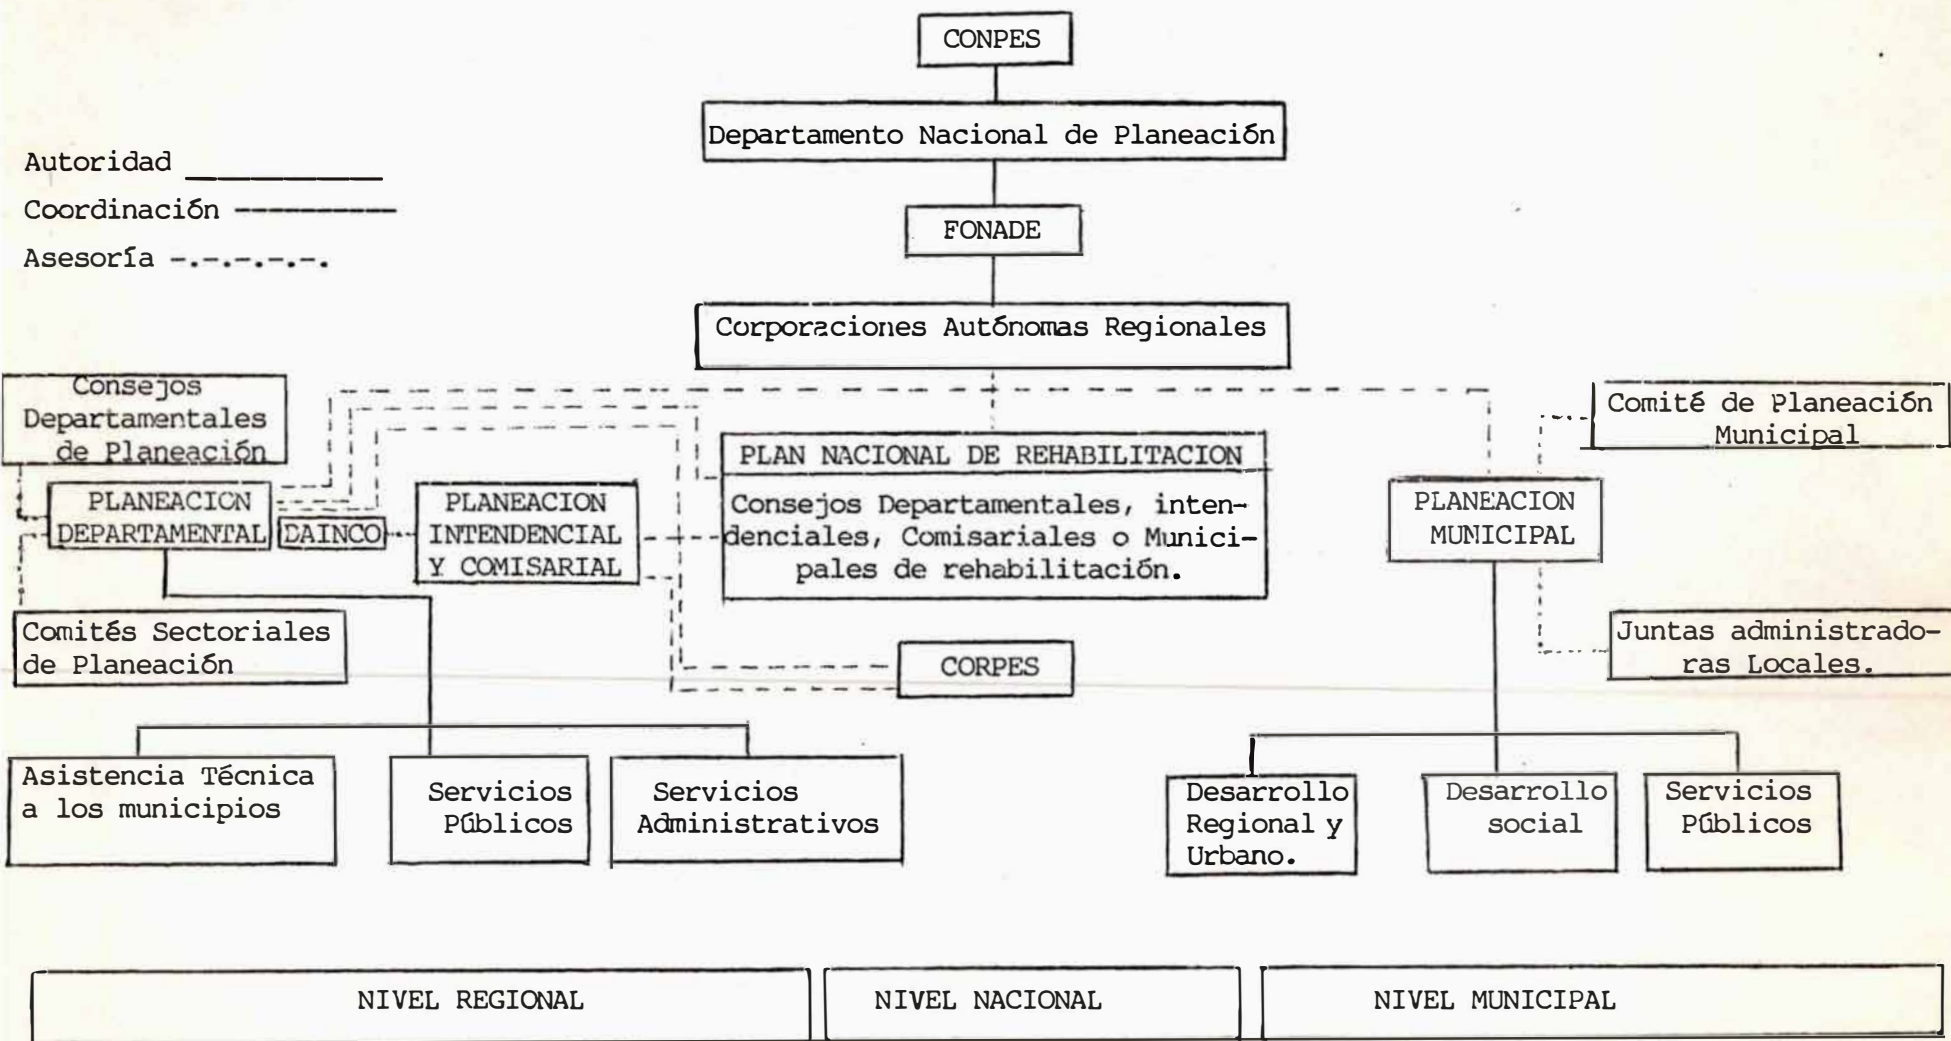 CONPES
Departamento Nacional de Planeación
Autoridad
Coordinación
Asesoría
FONADE
Corporaciones Autónomas Regionales
Consejos
Departamentales
de Planeación
Comité de Planeación
Municipal
PLANEACION
DEPARTAMENTAL
DAINCO
PLANEACION
INTENDENCIAL
Y COMISARIAL
PLAN NACIONAL DE REHABILITACION
Consejos Departamentales, inten-
denciales, Comisariales o Munici-
pales de rehabilitación.
PLANEACION
MUNICIPAL
Comités Sectoriales
de Planeación
CORPES
Juntas administrado-
ras Locales.
Asistencia Técnica
a los municipios
Servicios
Públicos
Servicios
Administrativos
Desarrollo
Regional y
Urbano.
Desarrollo
social
Servicios
Públicos
NIVEL REGIONAL
NIVEL NACIONAL
NIVEL MUNICIPAL